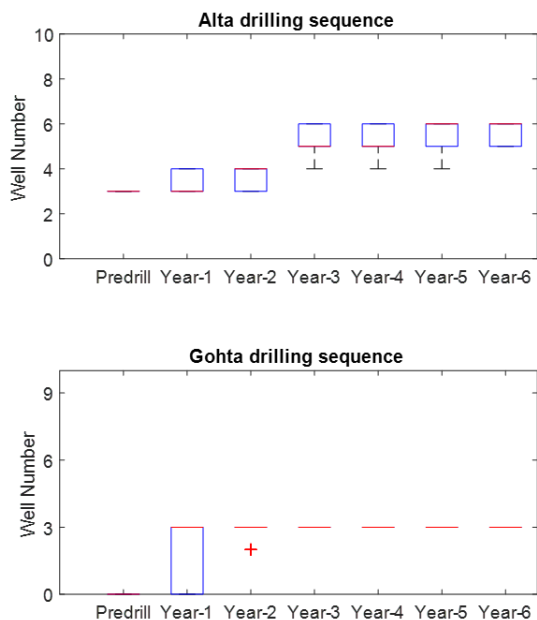 Alta drilling sequence
10
8
6
4
2
0
Well Number
Predrill Year-1 Year-2 Year-3 Year-4 Year-5 Year-6
Gohta drilling sequence
9
6
3
0
Well Number
Predrill Year-1 Year-2 Year-3 Year-4 Year-5 Year-6